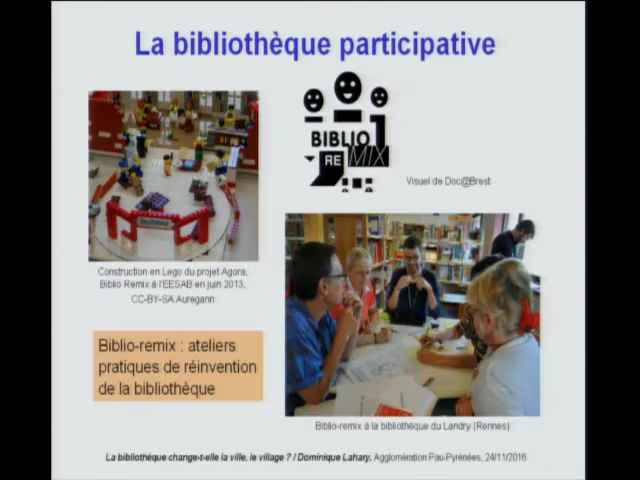 La bibliothèque participative
BIBLIO
RE MIX
Visuel de Doc@Brest
Construction en Lego du projet Agora,
Biblio Remix à l'EESAB en juin 2013,
CC-BY-SA Auregann
Biblio-remix : ateliers
pratiques de réinvention
de la bibliothèque
Biblio-remix à la bibliothèque du Landry (Rennes)
La bibliothèque change-t-elle la ville, le village ? / Dominique Lahary, Agglomération Pau-Pyrénées, 24/11/2016